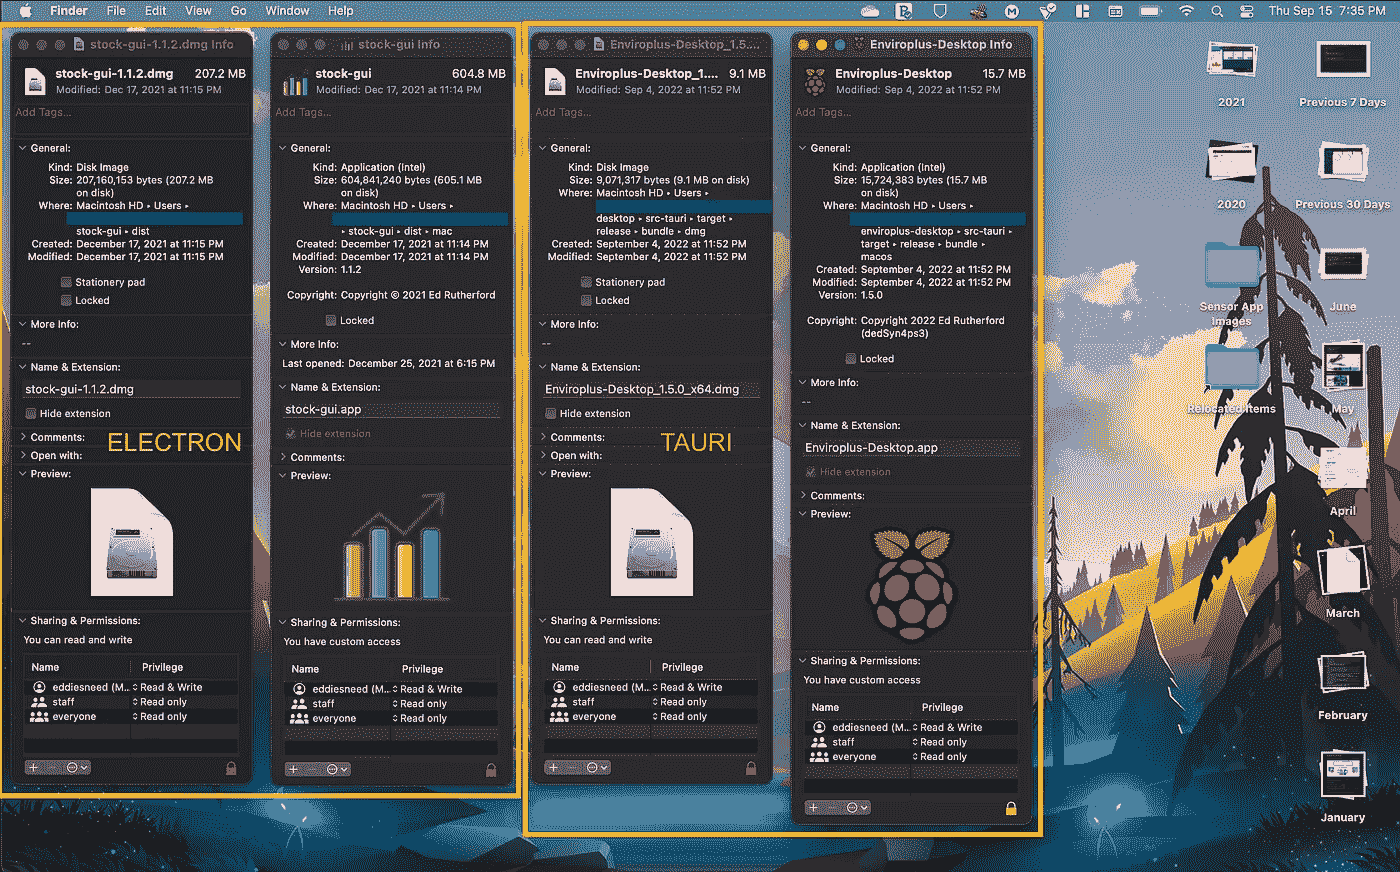 Finder File Edit View Go Window Help
Thu Sep 15 7:35 PM
stock-gui-1.1.2.dmg Info
stock-gui-1.1.2.dmg 207.2 MB
Modified: Dec 17, 2021 at 11:15 PM
Add Tags...
General:
Kind: Disk Image
Size: 207,160,153 bytes (207.2 MB
on disk)
Where: Macintosh HD ▸ Users ▸
stock-gui ▸ dist
Created: December 17, 2021 at 11:15 PM
Modified: December 17, 2021 at 11:15 PM
Stationery pad
Locked
More Info:
--
Name & Extension:
stock-gui-1.1.2.dmg
Hide extension
Comments:
Open with:
Preview:
Sharing & Permissions:
You can read and write
Name Privilege
eddiesneed (M... Read & Write
staff Read only
everyone Read only
stock-gui Info
stock-gui 604.8 MB
Modified: Dec 17, 2021 at 11:14 PM
Add Tags...
General:
Kind: Application (Intel)
Size: 604,841,240 bytes (605.1
MB on disk)
Where: Macintosh HD ▸ Users ▸
▸ stock-gui ▸ dist ▸ mac
Created: December 17, 2021 at 11:14 PM
Modified: December 17, 2021 at 11:14 PM
Version: 1.1.2
Copyright: Copyright © 2021 Ed Rutherford
Locked
More Info:
Last opened: December 25, 2021 at 6:15 PM
Name & Extension:
stock-gui.app
Hide extension
Comments:
Preview:
Sharing & Permissions:
You have custom access
Name Privilege
eddiesneed (M... Read & Write
staff Read only
everyone Read only
ELECTRON
Enviroplus-Desktop_1.5....
Enviroplus-Desktop_1.... 9.1 MB
Modified: Sep 4, 2022 at 11:52 PM
Add Tags...
General:
Kind: Disk Image
Size: 9,071,317 bytes (9.1 MB on disk)
Where: Macintosh HD ▸ Users ▸
desktop ▸ src-tauri ▸ target ▸
release ▸ bundle ▸ dmg
Created: September 4, 2022 at 11:52 PM
Modified: September 4, 2022 at 11:52 PM
Stationery pad
Locked
More Info:
--
Name & Extension:
Enviroplus-Desktop_1.5.0_x64.dmg
Hide extension
Comments:
Open with:
Preview:
Sharing & Permissions:
You can read and write
Name Privilege
eddiesneed (M... Read & Write
staff Read only
everyone Read only
TAURI
Enviroplus-Desktop Info
Enviroplus-Desktop 15.7 MB
Modified: Sep 4, 2022 at 11:52 PM
Add Tags...
General:
Kind: Application (Intel)
Size: 15,724,383 bytes (15.7 MB
on disk)
Where: Macintosh HD ▸ Users ▸
enviroplus-desktop ▸ src-tauri ▸
target ▸ release ▸ bundle ▸
macos
Created: September 4, 2022 at 11:52 PM
Modified: September 4, 2022 at 11:52 PM
Version: 1.5.0
Copyright: Copyright 2022 Ed Rutherford
(dedSyn4ps3)
Locked
More Info:
--
Name & Extension:
Enviroplus-Desktop.app
Hide extension
Comments:
Preview:
Sharing & Permissions:
You have custom access
Name Privilege
eddiesneed (M... Read & Write
staff Read only
everyone Read only
2021
Previous 7 Days
2020
Previous 30 Days
Sensor App
Images
June
Relocated Items
May
April
March
February
January